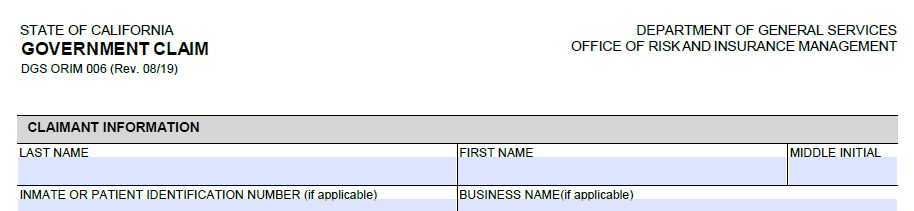 STATE OF CALIFORNIA
GOVERNMENT CLAIM
DGS ORIM 006 (Rev. 08/19)
DEPARTMENT OF GENERAL SERVICES
OFFICE OF RISK AND INSURANCE MANAGEMENT
CLAIMANT INFORMATION
LAST NAME
FIRST NAME
MIDDLE INITIAL
INMATE OR PATIENT IDENTIFICATION NUMBER (if applicable)
BUSINESS NAME(if applicable)